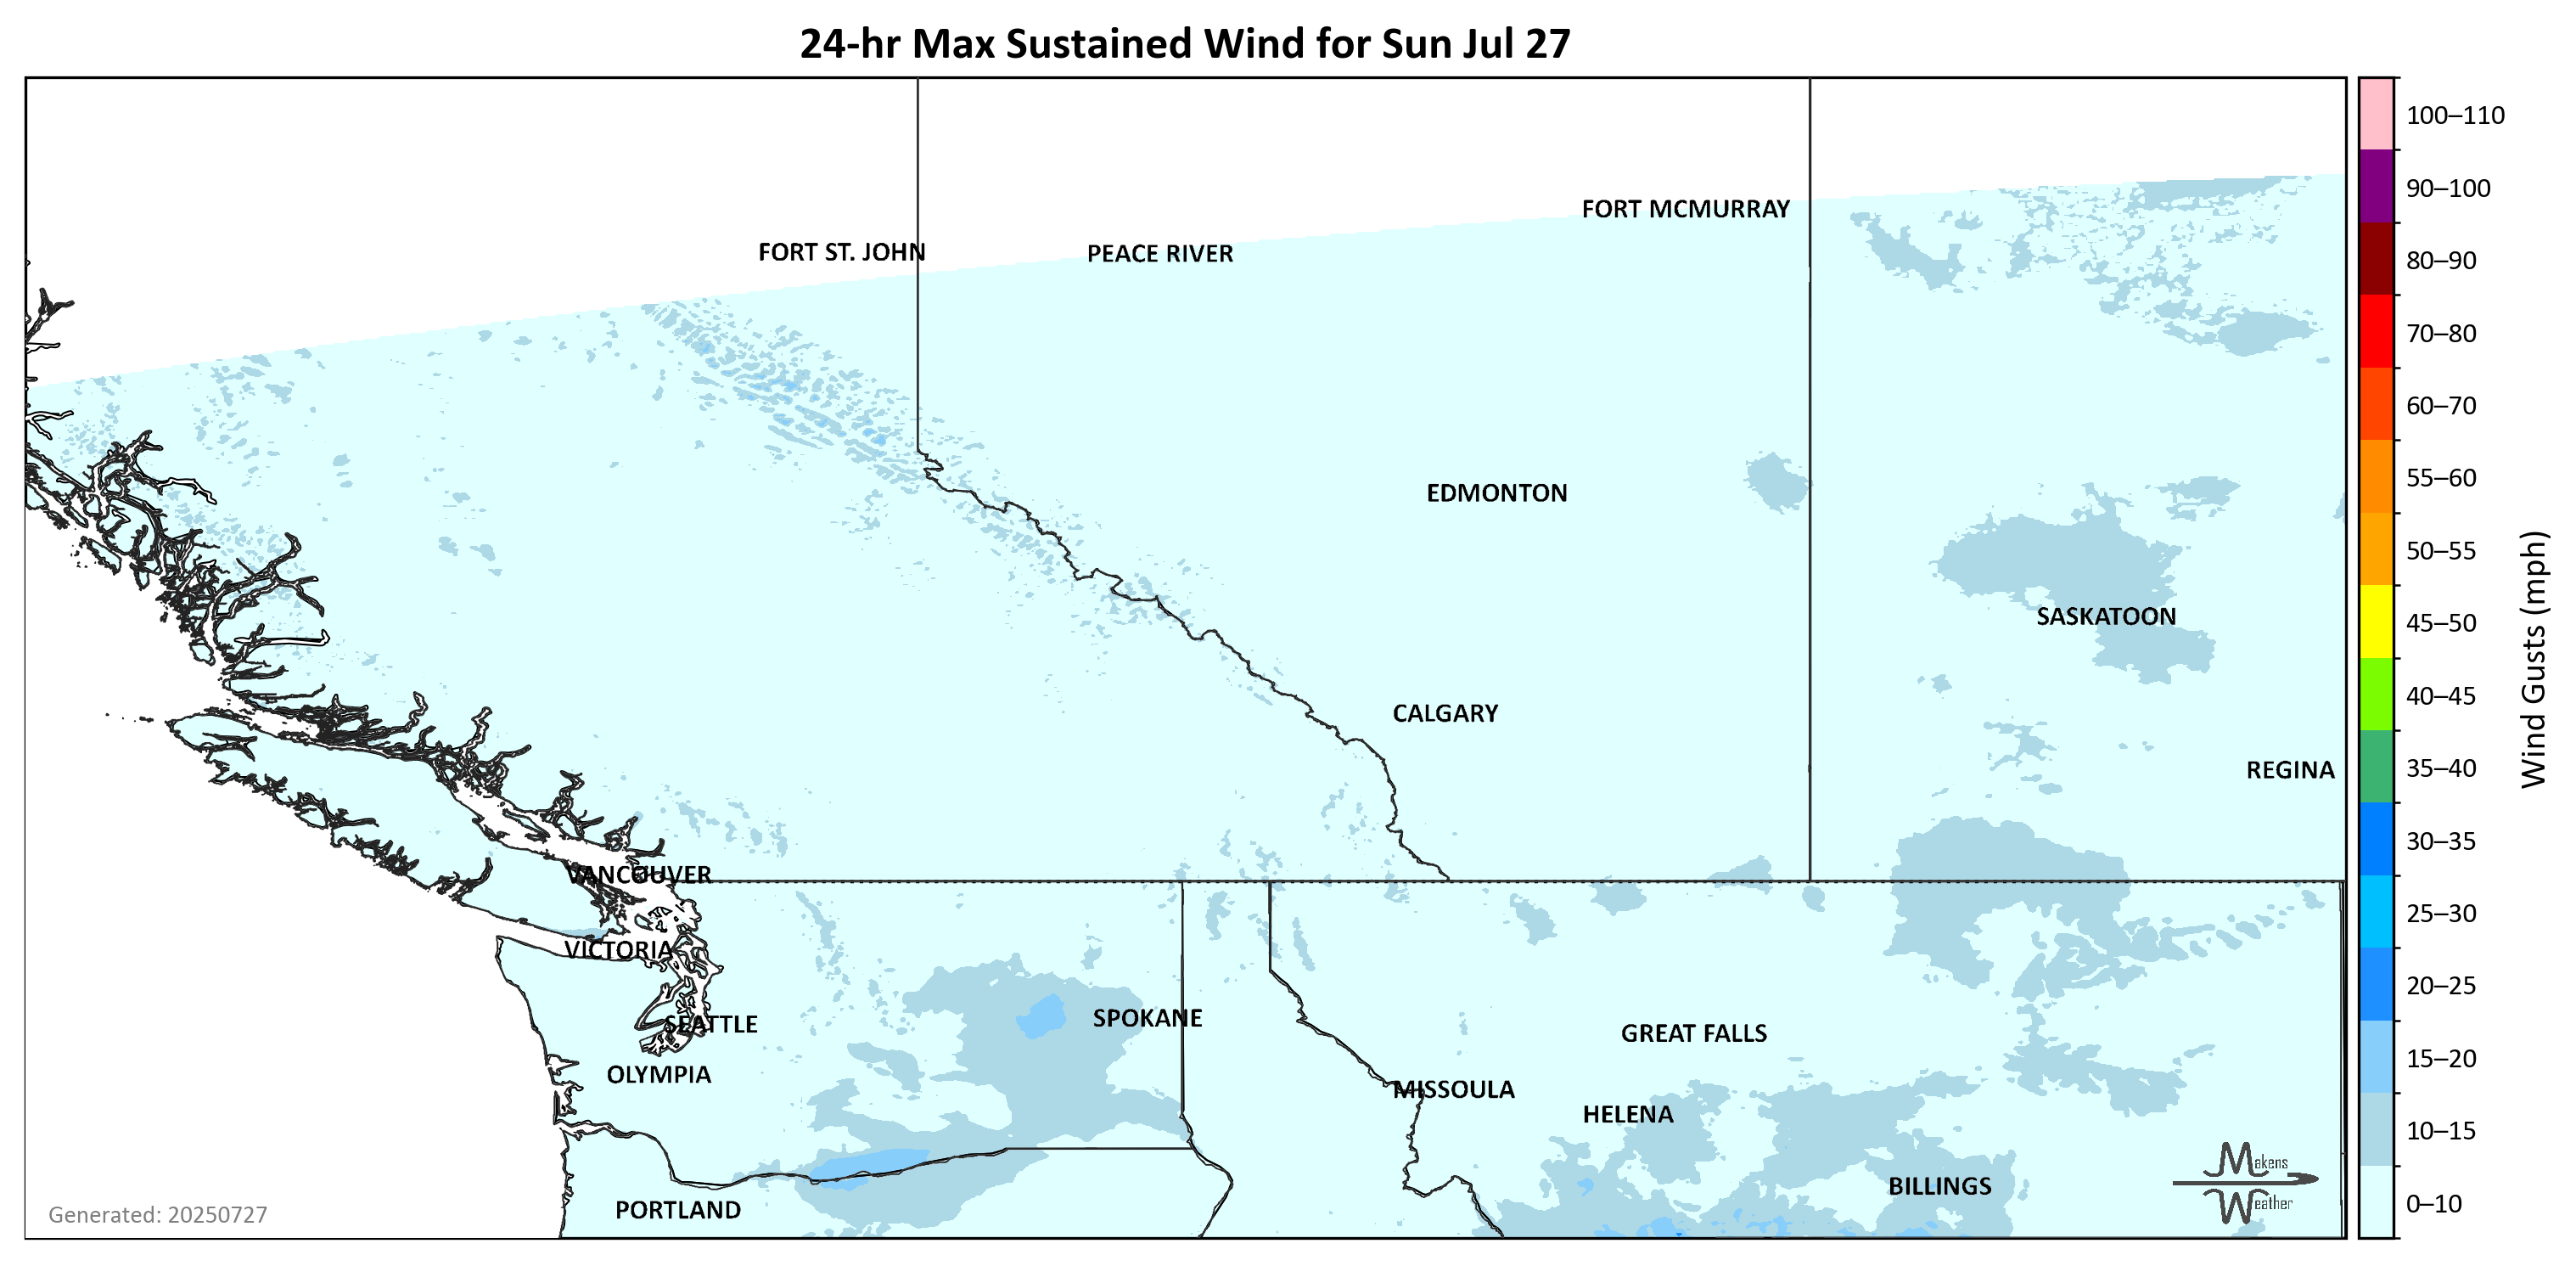 24-hr Max Sustained Wind for Sun Jul 27
FORT MCMURRAY
FORT ST. JOHN
PEACE RIVER
EDMONTON
SASKATOON
CALGARY
REGINA
VANCOUVER
VICTORIA
SPOKANE
SEATTLE
GREAT FALLS
OLYMPIA
MISSOULA
HELENA
BILLINGS
PORTLAND
Generated: 20250727
Makens
Weather
100–110
90–100
80–90
70–80
60–70
55–60
50–55
45–50
40–45
35–40
30–35
25–30
20–25
15–20
10–15
0–10
Wind Gusts (mph)